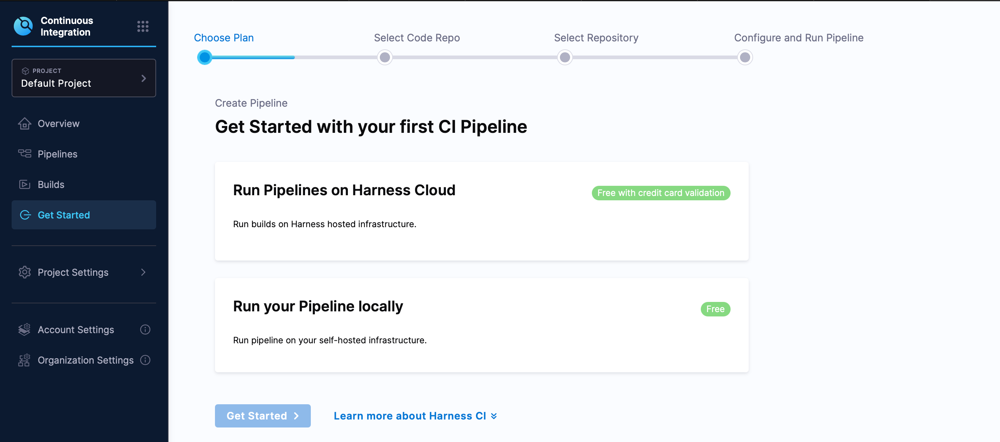 Continuous
Integration
PROJECT
Default Project
Overview
Pipelines
Builds
Get Started
Project Settings
Account Settings
Organization Settings
Choose Plan
Select Code Repo
Select Repository
Configure and Run Pipeline
Create Pipeline
Get Started with your first CI Pipeline
Run Pipelines on Harness Cloud
Free with credit card validation
Run builds on Harness hosted infrastructure.
Run your Pipeline locally
Free
Run pipeline on your self-hosted infrastructure.
Get Started
Learn more about Harness CI